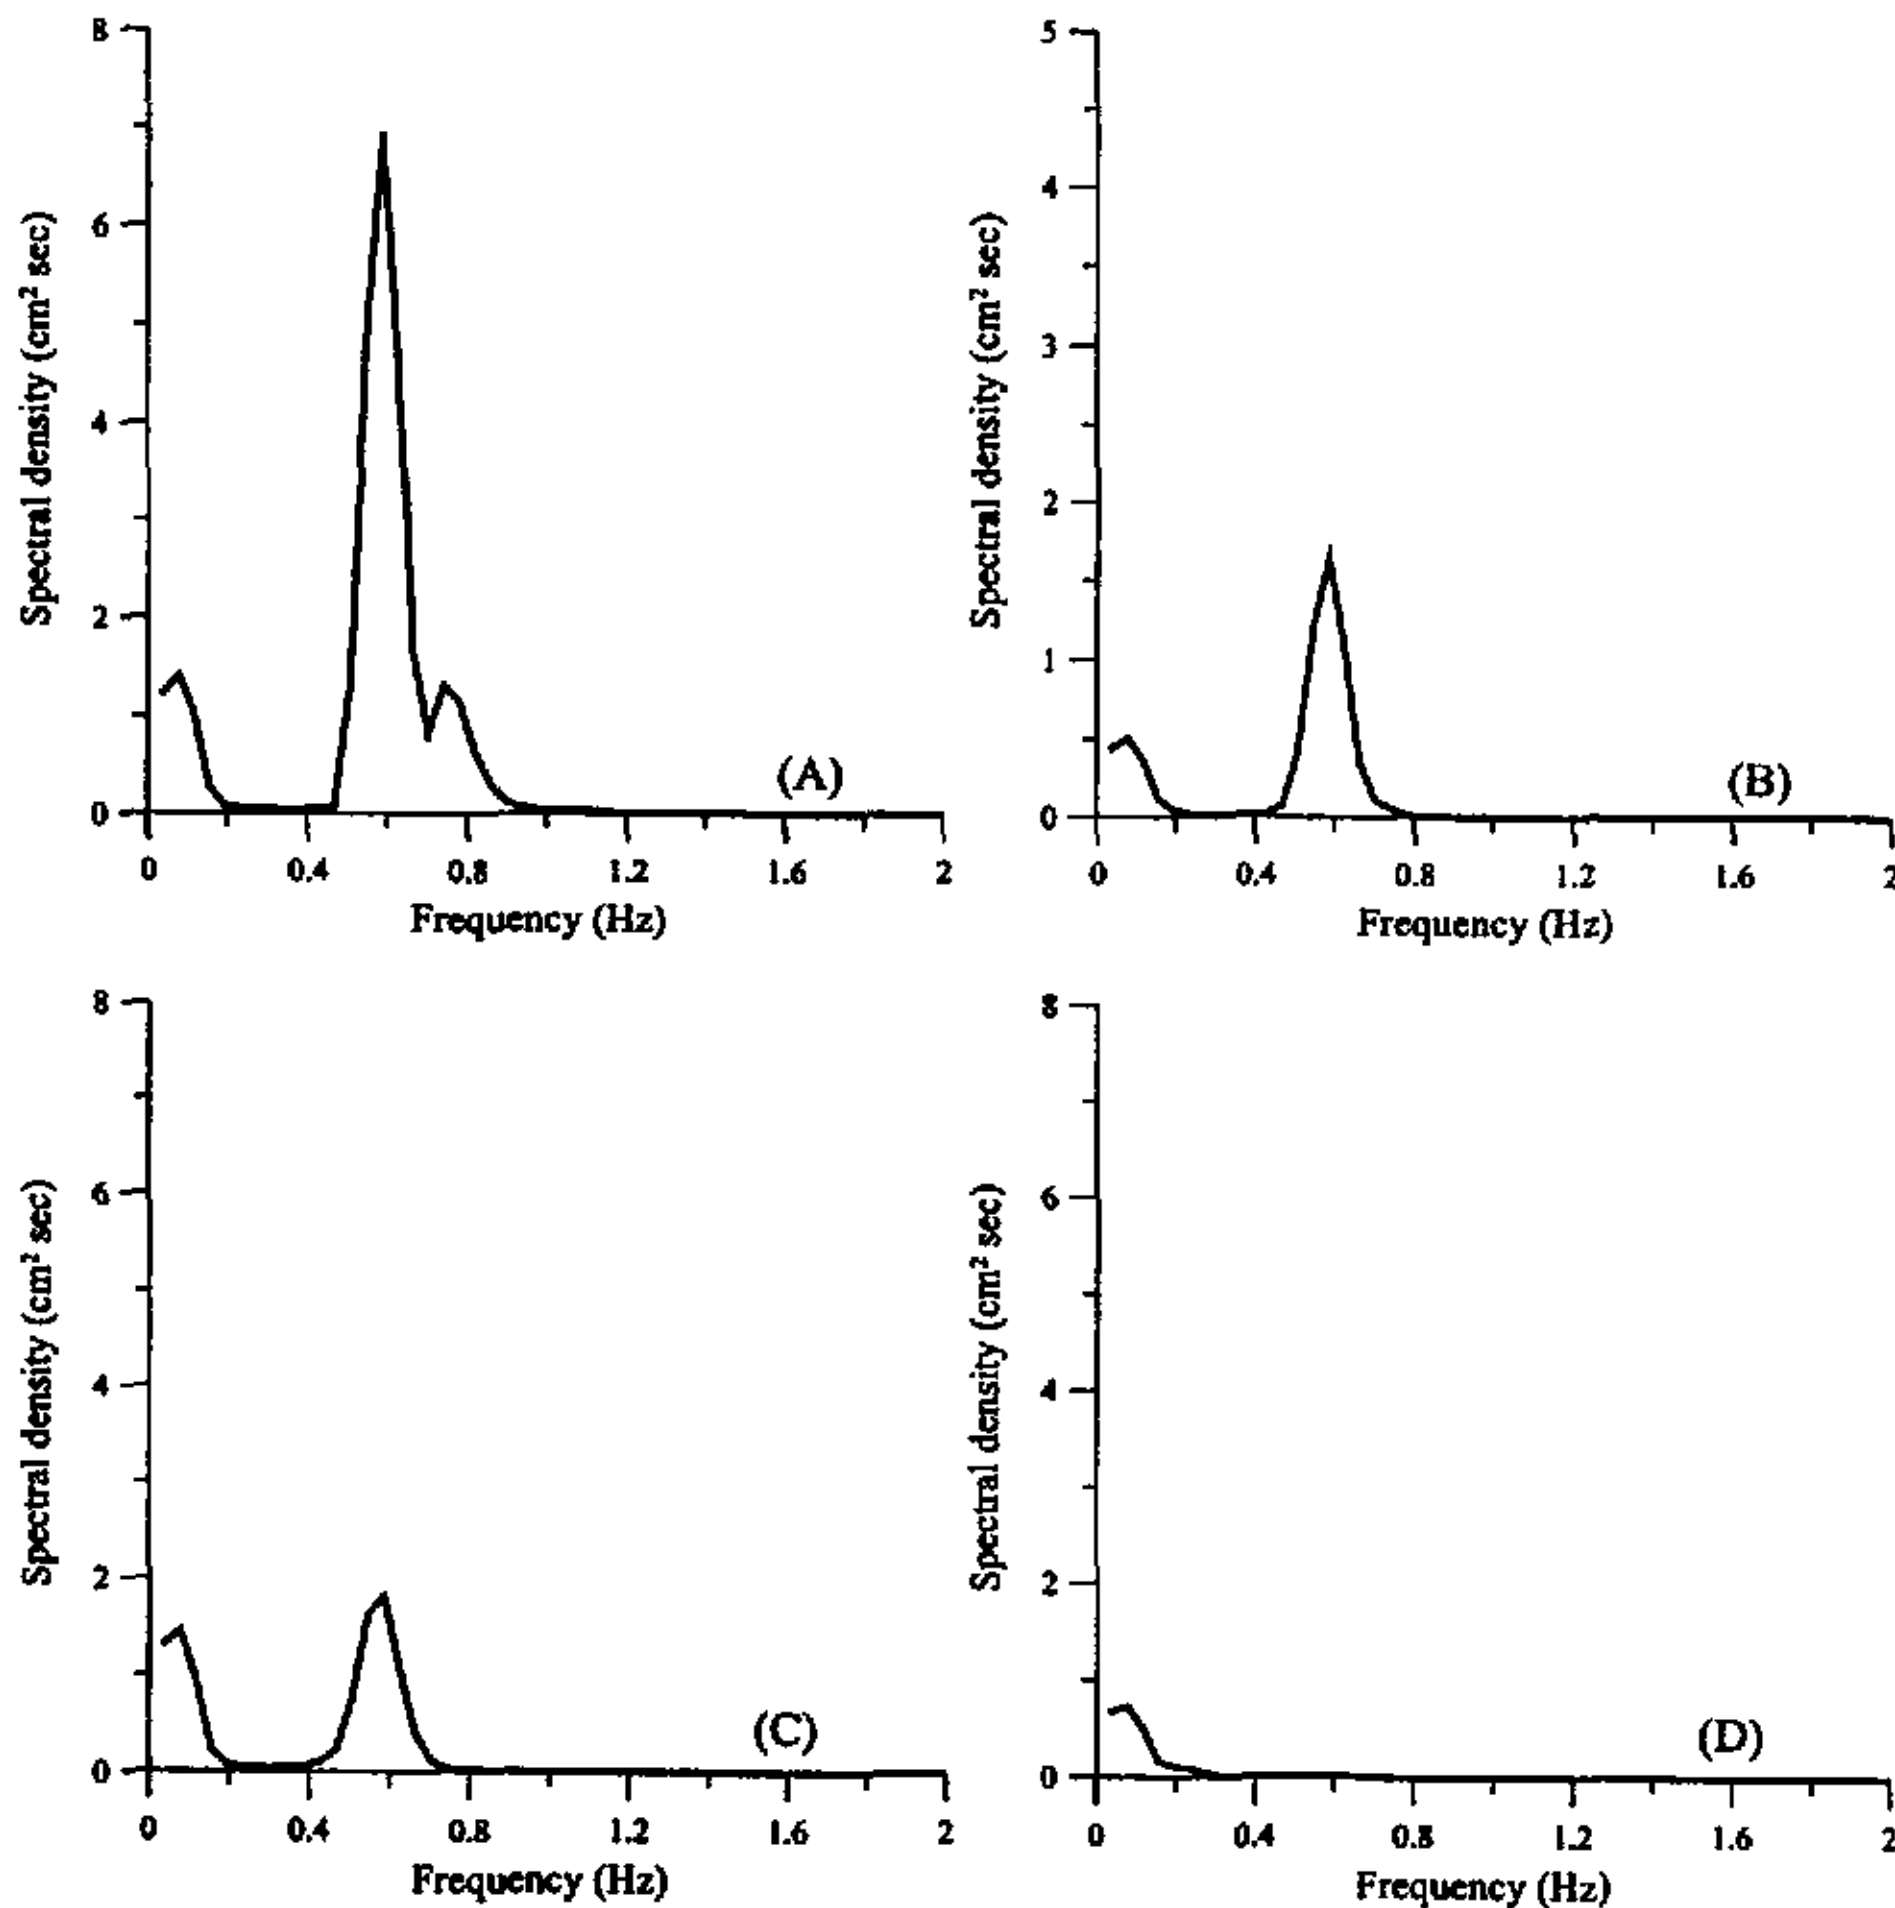 8
6
4
2
0
Spectral density (cm² sec)
(A)
0 0.4 0.8 1.2 1.6 2
Frequency (Hz)
5
4
3
2
1
0
Spectral density (cm² sec)
(B)
0 0.4 0.8 1.2 1.6 2
Frequency (Hz)
8
6
4
2
0
Spectral density (cm² sec)
(C)
0 0.4 0.8 1.2 1.6 2
Frequency (Hz)
8
6
4
2
0
Spectral density (cm² sec)
(D)
0 0.4 0.8 1.2 1.6 2
Frequency (Hz)